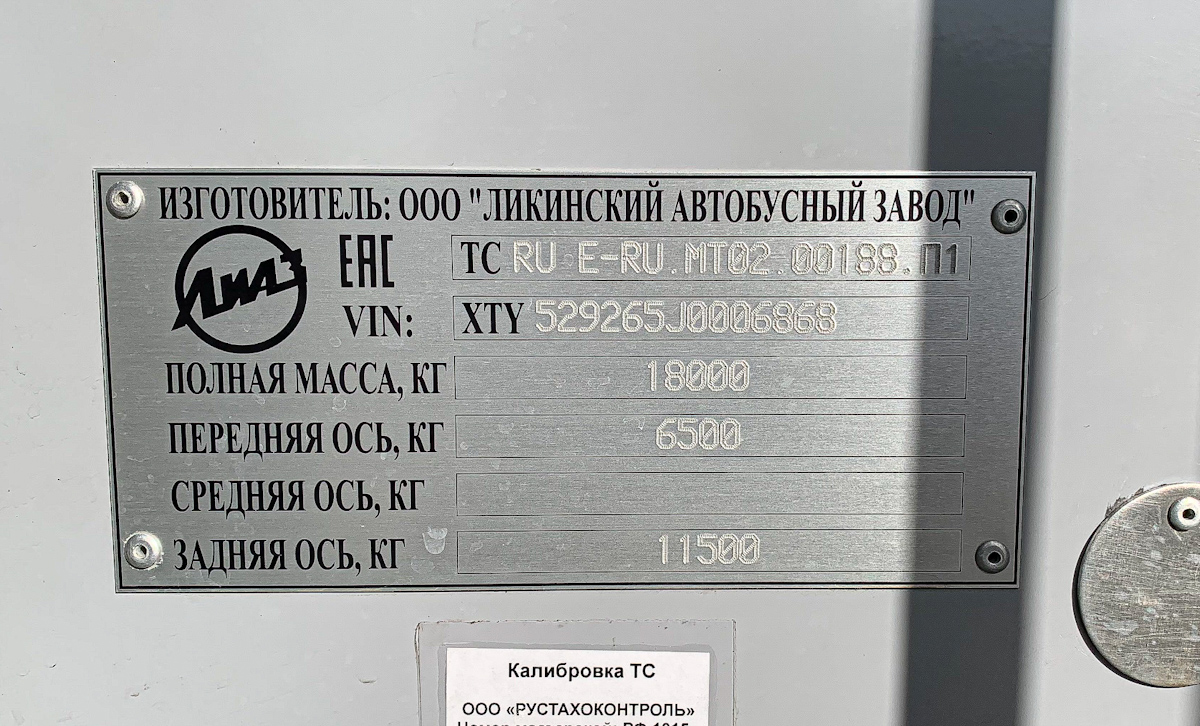 ИЗГОТОВИТЕЛЬ: ООО "ЛИКИНСКИЙ АВТОБУСНЫЙ ЗАВОД"
ЛиАЗ
ЕАС
ТС RU E-RU.MT02.00188.П1
VIN: XTY 529265J0006868
ПОЛНАЯ МАССА, КГ 18000
ПЕРЕДНЯЯ ОСЬ, КГ 6500
СРЕДНЯЯ ОСЬ, КГ
ЗАДНЯЯ ОСЬ, КГ 11500
Калибровка ТС
ООО «РУСТАХОКОНТРОЛЬ»